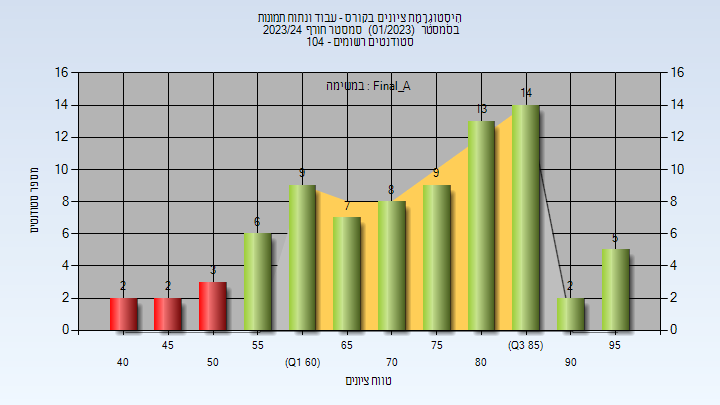 היסטוגרמת ציונים בקורס - עבוד ונתוח תמונות
בסמסטר (01/2023) סמסטר חורף 2023/24
סטודנטים רשומים - 104
במשימה : Final_A
מספר סטודנטים
16 16
14 14
12 12
10 10
8 8
6 6
4 4
2 2
0 0
2 2 3 6 9 7 8 9 13 14 2 5
45 55 65 75 (Q3 85) 95
40 50 (Q1 60) 70 80 90
טווח ציונים